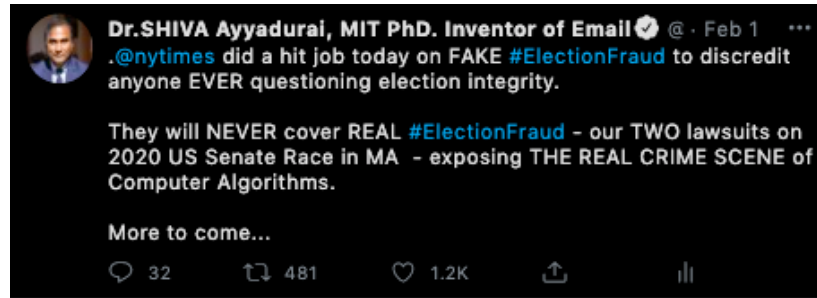 Dr.SHIVA Ayyadurai, MIT PhD. Inventor of Email @ · Feb 1 ···
.@nytimes did a hit job today on FAKE #ElectionFraud to discredit
anyone EVER questioning election integrity.
They will NEVER cover REAL #ElectionFraud - our TWO lawsuits on
2020 US Senate Race in MA - exposing THE REAL CRIME SCENE of
Computer Algorithms.
More to come...
32 481 1.2K